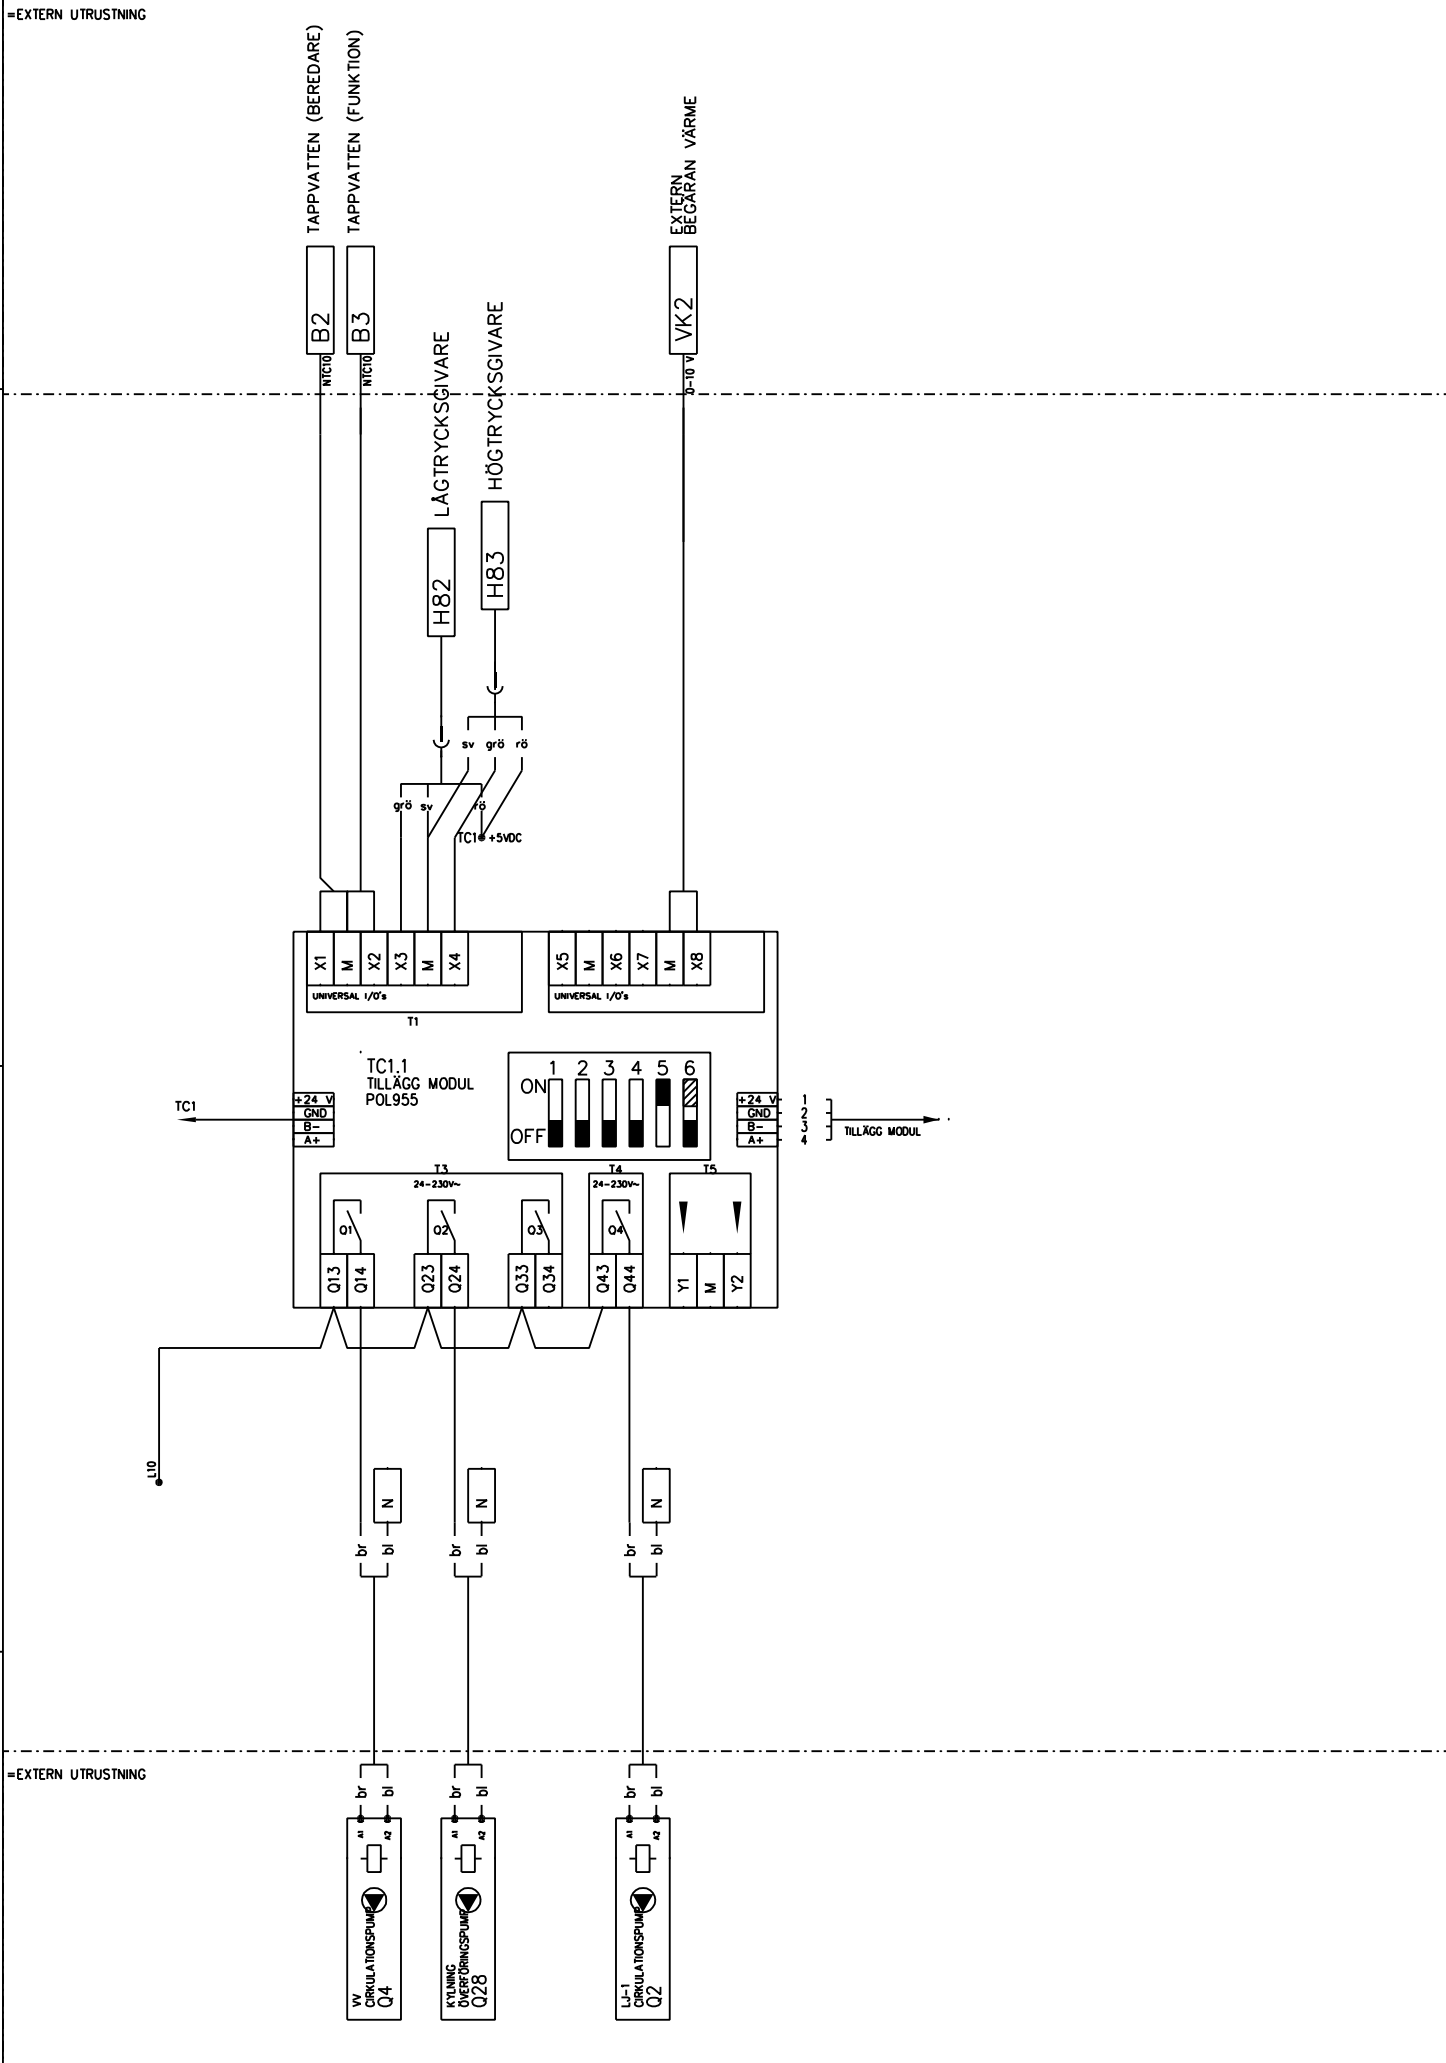 =EXTERN UTRUSTNING
TAPPVATTEN (BEREDARE)
TAPPVATTEN (FUNKTION)
EXTERN
BEGÄRAN VÄRME
B2
B3
VK2
NTC10
NTC10
0-10 V
LÅGTRYCKSGIVARE
HÖGTRYCKSGIVARE
H82
H83
sv grö rö
grö sv rö
TC1 +5VDC
X1 M X2 X3 M X4
X5 M X6 X7 M X8
UNIVERSAL I/O's
UNIVERSAL I/O's
T1
TC1.1
TILLÄGG MODUL
POL955
1 2 3 4 5 6
ON
OFF
TC1
+24 V
GND
B-
A+
+24 V 1
GND 2
B- 3
A+ 4
TILLÄGG MODUL
T3
24-230V~
T4
24-230V~
T5
Q1 Q2 Q3 Q4
Q13 Q14 Q23 Q24 Q33 Q34 Q43 Q44 Y1 M Y2
L10
N N N
br bl br bl br bl
=EXTERN UTRUSTNING
br bl br bl br bl
A1 A2 A1 A2 A1 A2
VV
CIRKULATIONSPUMP
Q4
KYLNING
ÖVERFÖRINGSPUMP
Q28
LJ-1
CIRKULATIONSPUMP
Q2